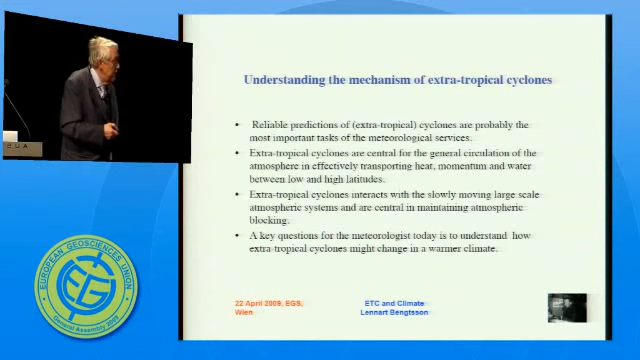 Understanding the mechanism of extra-tropical cyclones
• Reliable predictions of (extra-tropical) cyclones are probably the
most important tasks of the meteorological services.
• Extra-tropical cyclones are central for the general circulation of the
atmosphere in effectively transporting heat, momentum and water
between low and high latitudes.
• Extra-tropical cyclones interacts with the slowly moving large scale
atmospheric systems and are central in maintaining atmospheric
blocking.
• A key questions for the meteorologist today is to understand how
extra-tropical cyclones might change in a warmer climate.
22 April 2009, EGS,
Wien
ETC and Climate
Lennart Bengtsson
EUROPEAN GEOSCIENCES UNION
EGU
General Assembly 2009